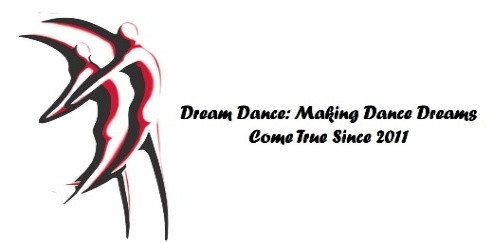 Dream Dance: Making Dance Dreams
Come True Since 2011